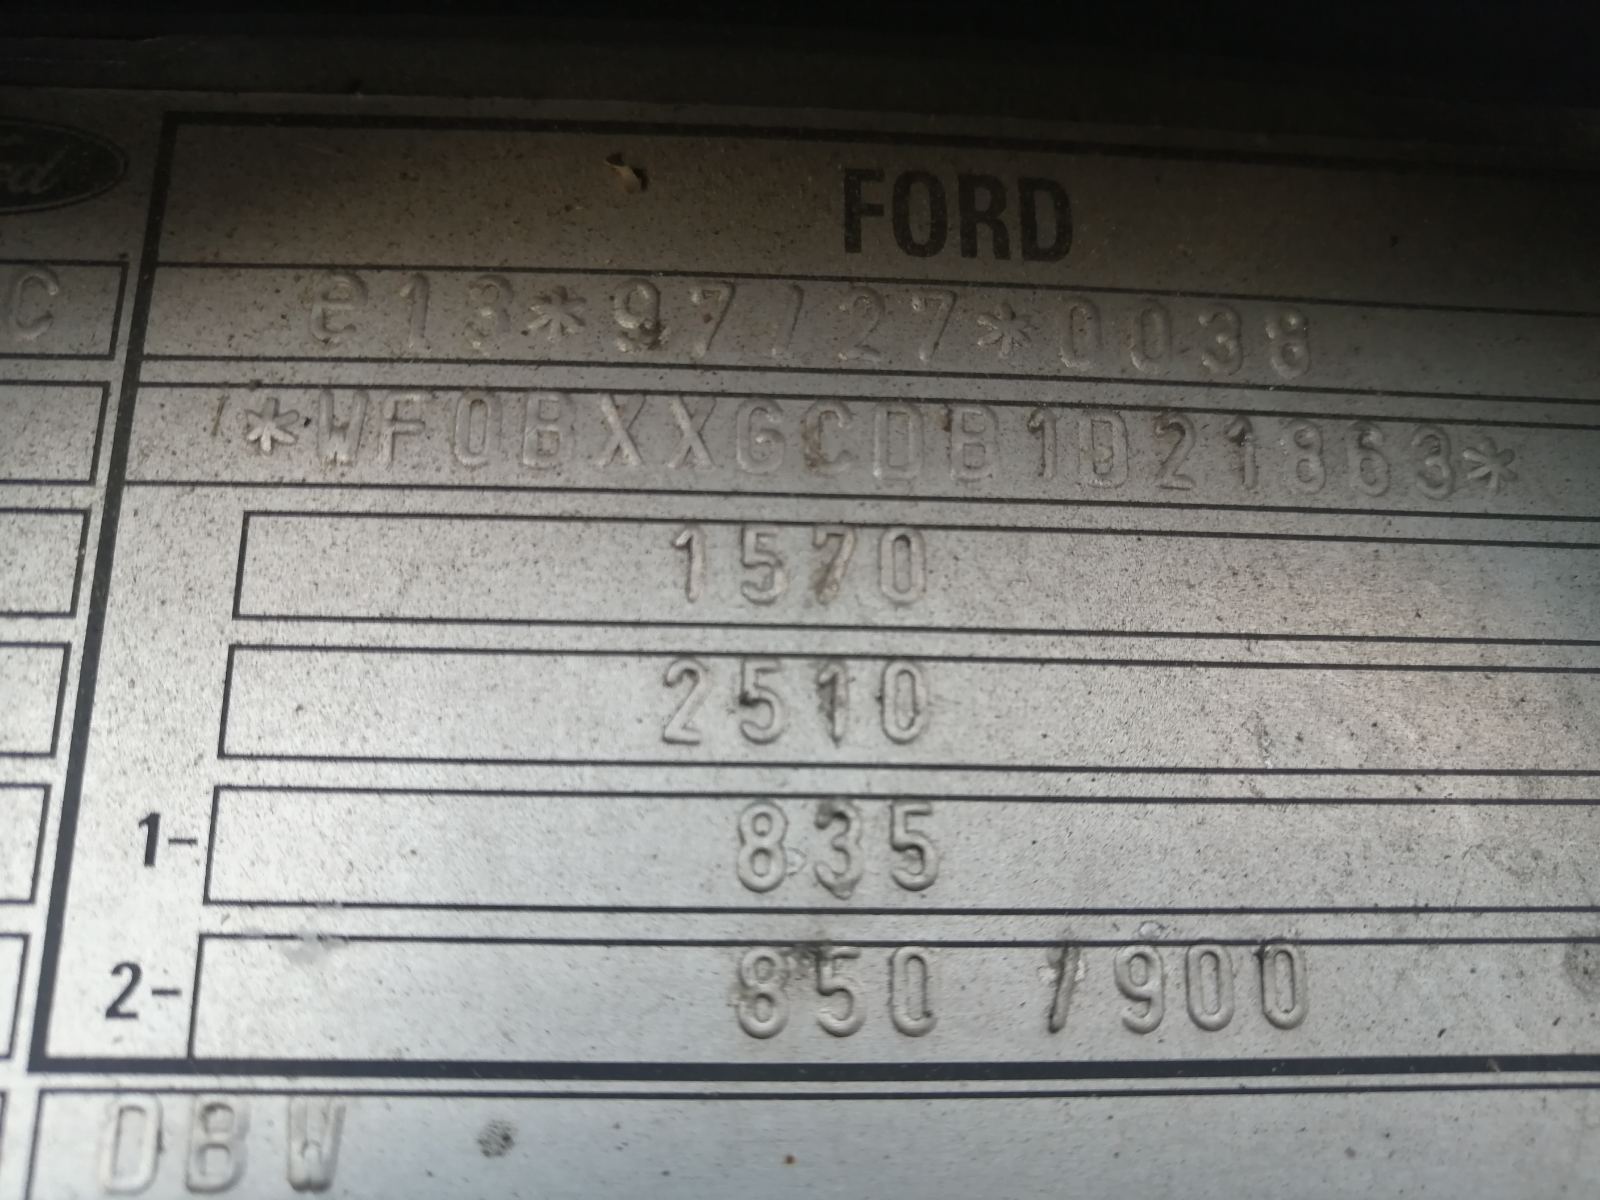 FORD
C e13*97/27*0038
*WF0BXXGCDB1D21863*
1570
2510
1- 835
2- 850 /900
DBW